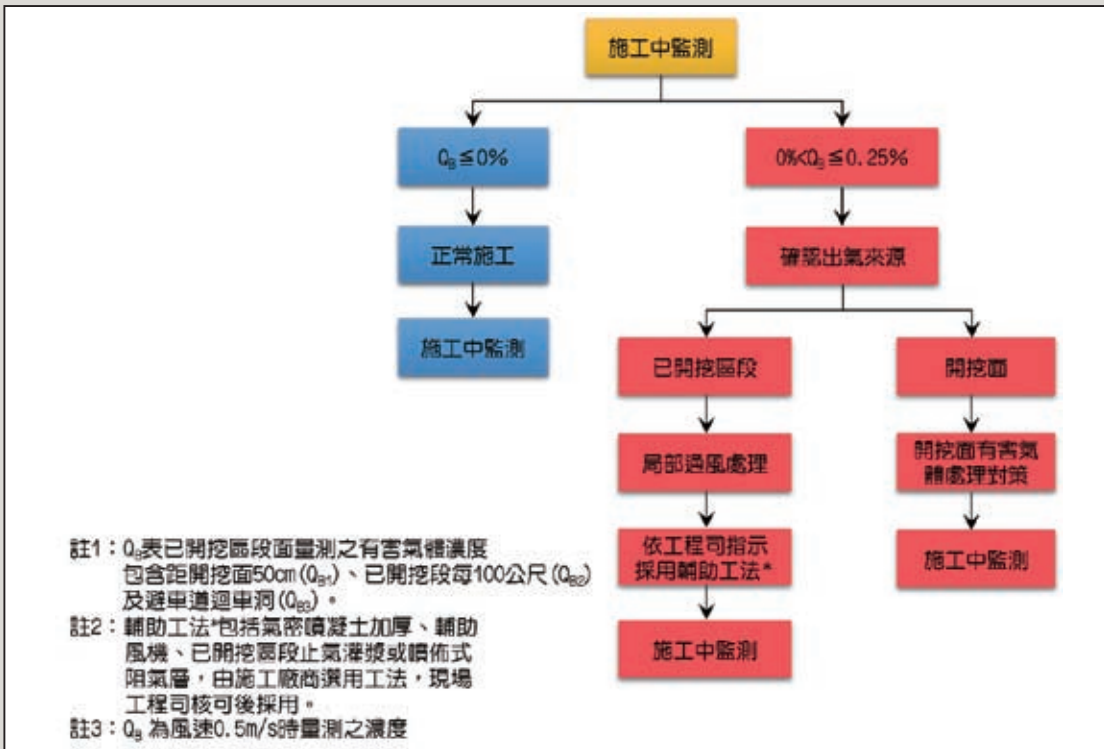 施工中監測
Q_B≦0%
0%<Q_B≦0.25%
正常施工
確認出氣來源
施工中監測
已開挖區段
開挖面
局部通風處理
開挖面有害氣
體處理對策
依工程司指示
採用輔助工法*
施工中監測
施工中監測
註1：Q_B表已開挖區段面量測之有害氣體濃度
包含距開挖面50cm(Q_B1)、已開挖段每100公尺(Q_B2)
及避車道迴車洞(Q_B3)。
註2：輔助工法*包括氣密噴凝土加厚、輔助
風機、已開挖區段止氣灌漿或噴佈式
阻氣層，由施工廠商選用工法，現場
工程司核可後採用。
註3：Q_B 為風速0.5m/s時量測之濃度